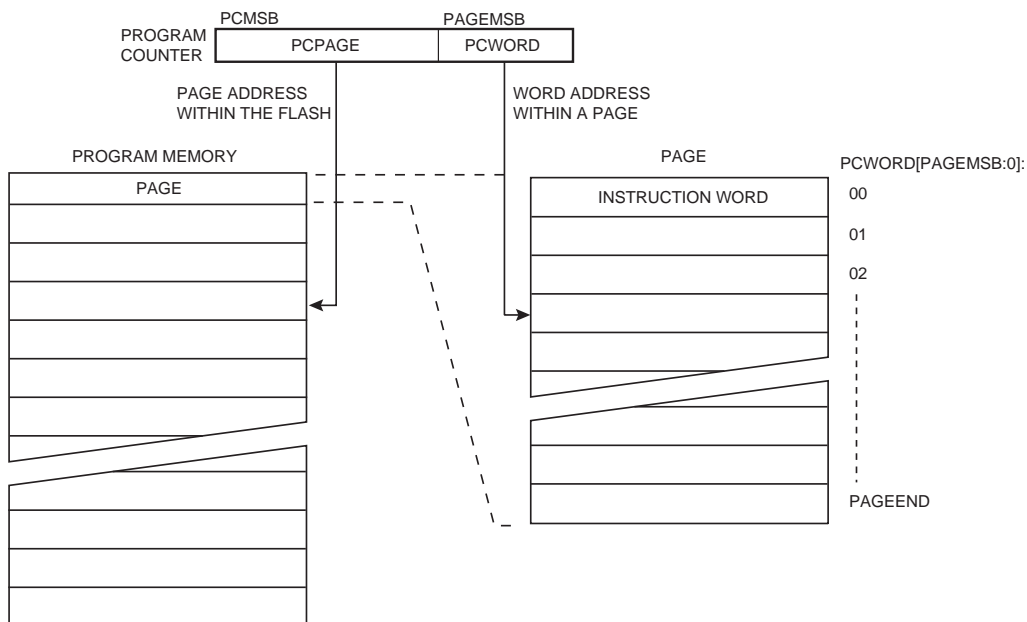 PCMSB PAGEMSB
PROGRAM
COUNTER
PCPAGE PCWORD
PAGE ADDRESS
WITHIN THE FLASH
WORD ADDRESS
WITHIN A PAGE
PROGRAM MEMORY
PAGE
PAGE
INSTRUCTION WORD
PCWORD[PAGEMSB:0]:
00
01
02
PAGEEND